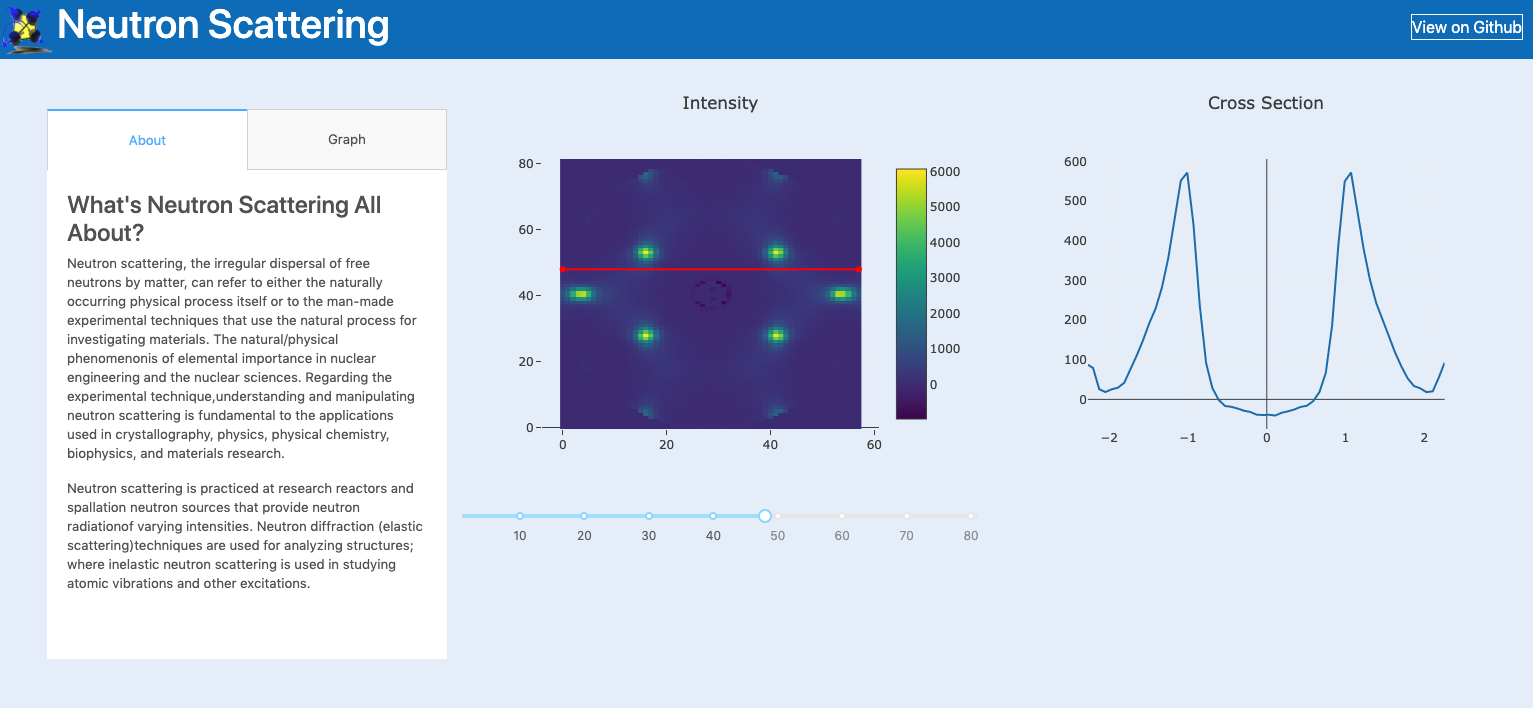 Neutron Scattering
View on Github
About
Graph
What's Neutron Scattering All
About?
Neutron scattering, the irregular dispersal of free
neutrons by matter, can refer to either the naturally
occurring physical process itself or to the man-made
experimental techniques that use the natural process for
investigating materials. The natural/physical
phenomenonis of elemental importance in nuclear
engineering and the nuclear sciences. Regarding the
experimental technique,understanding and manipulating
neutron scattering is fundamental to the applications
used in crystallography, physics, physical chemistry,
biophysics, and materials research.
Neutron scattering is practiced at research reactors and
spallation neutron sources that provide neutron
radiationof varying intensities. Neutron diffraction (elastic
scattering)techniques are used for analyzing structures;
where inelastic neutron scattering is used in studying
atomic vibrations and other excitations.
Intensity
80
60
40
20
0
0 20 40 60
6000
5000
4000
3000
2000
1000
0
10 20 30 40 50 60 70 80
Cross Section
600
500
400
300
200
100
0
−2 −1 0 1 2